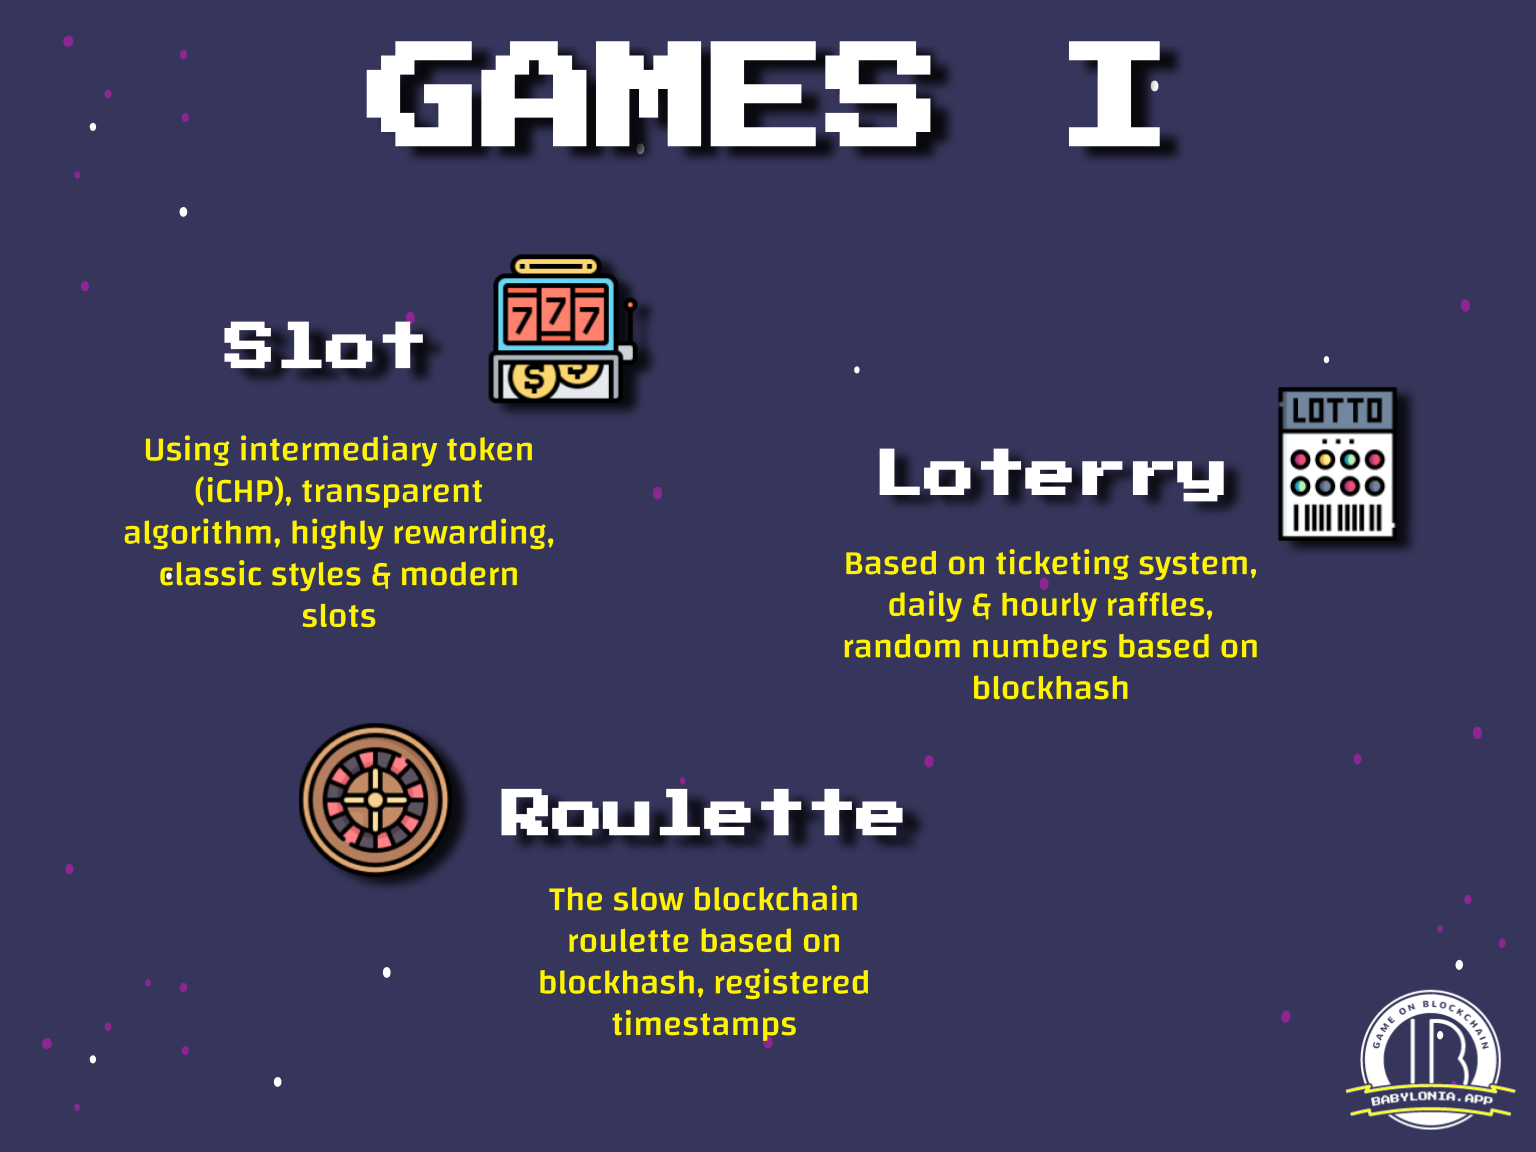 GAMES I
Slot
777
$
Using intermediary token
(iCHP), transparent
algorithm, highly rewarding,
classic styles & modern
slots
LOTTO
Loterry
Based on ticketing system,
daily & hourly raffles,
random numbers based on
blockhash
Roulette
The slow blockchain
roulette based on
blockhash, registered
timestamps
GAME ON BLOCKCHAIN
B
BABYLONIA.APP